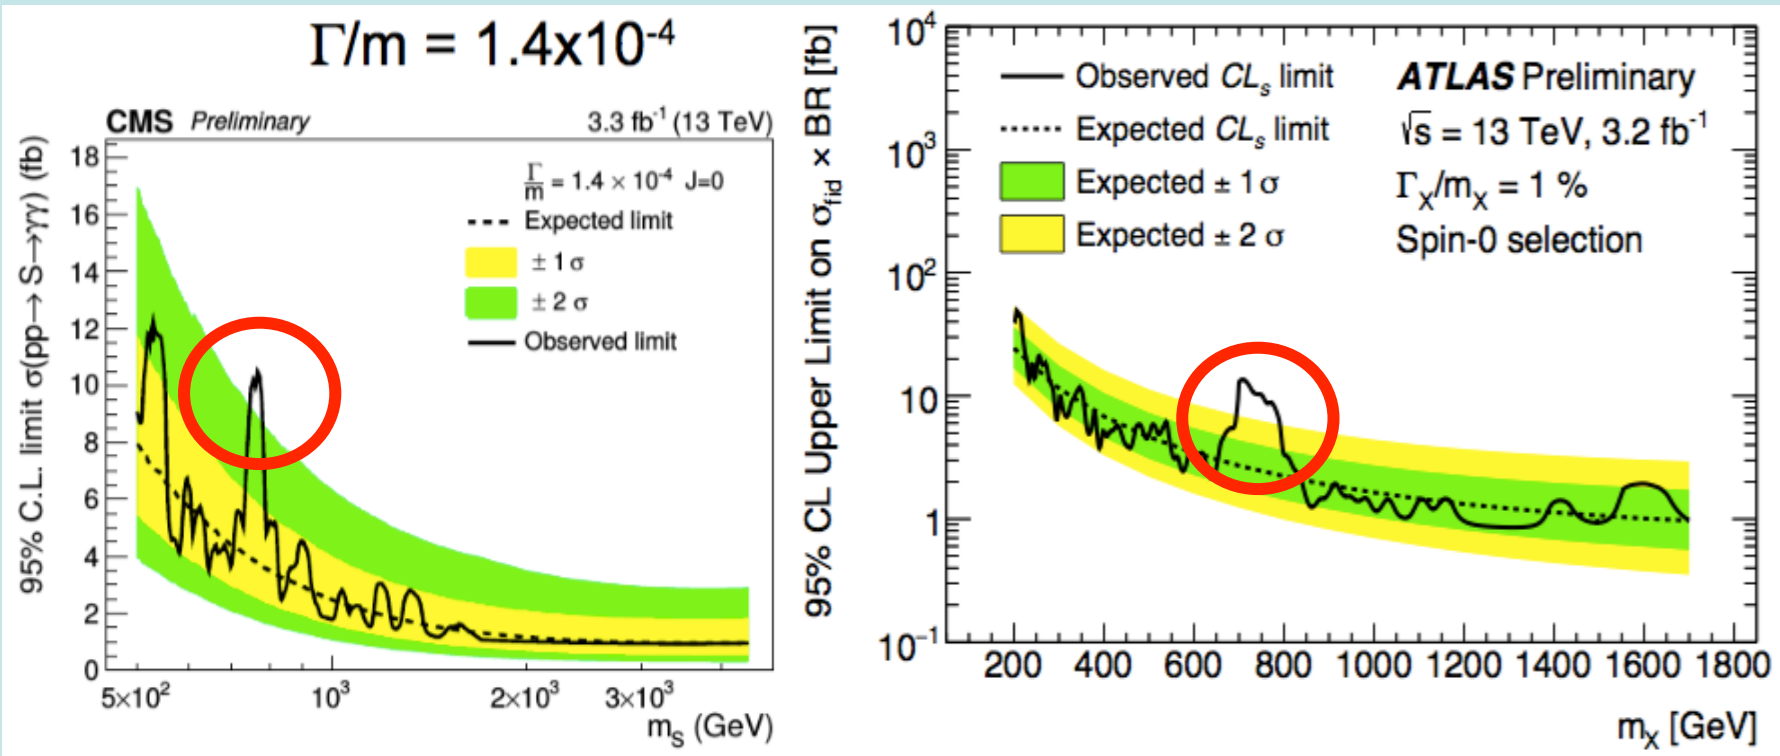 Γ/m = 1.4x10⁻⁴
CMS Preliminary 3.3 fb⁻¹ (13 TeV)
95% C.L. limit σ(pp→ S→γγ) (fb)
18
16
14
12
10
8
6
4
2
0
Γ/m = 1.4 × 10⁻⁴ J=0
Expected limit
± 1 σ
± 2 σ
Observed limit
5×10² 10³ 2×10³ 3×10³
m_S (GeV)
95% CL Upper Limit on σ_fid × BR [fb]
10⁴
10³
10²
10
1
10⁻¹
Observed CL_s limit
Expected CL_s limit
Expected ± 1 σ
Expected ± 2 σ
ATLAS Preliminary
√s = 13 TeV, 3.2 fb⁻¹
Γ_X/m_X = 1 %
Spin-0 selection
200 400 600 800 1000 1200 1400 1600 1800
m_X [GeV]